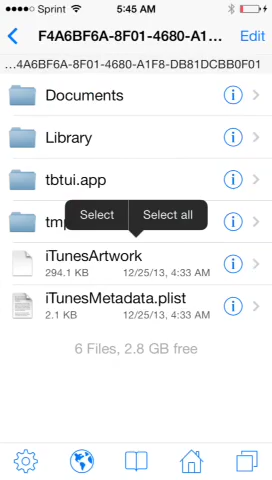 Sprint 5:45 AM
F4A6BF6A-8F01-4680-A1... Edit
...4A6BF6A-8F01-4680-A1F8-DB81DCBB0F01
Documents
Library
tbtui.app
Select Select all
iTunesArtwork
294.1 KB 12/25/13, 4:33 AM
iTunesMetadata.plist
2.1 KB 12/25/13, 4:33 AM
6 Files, 2.8 GB free